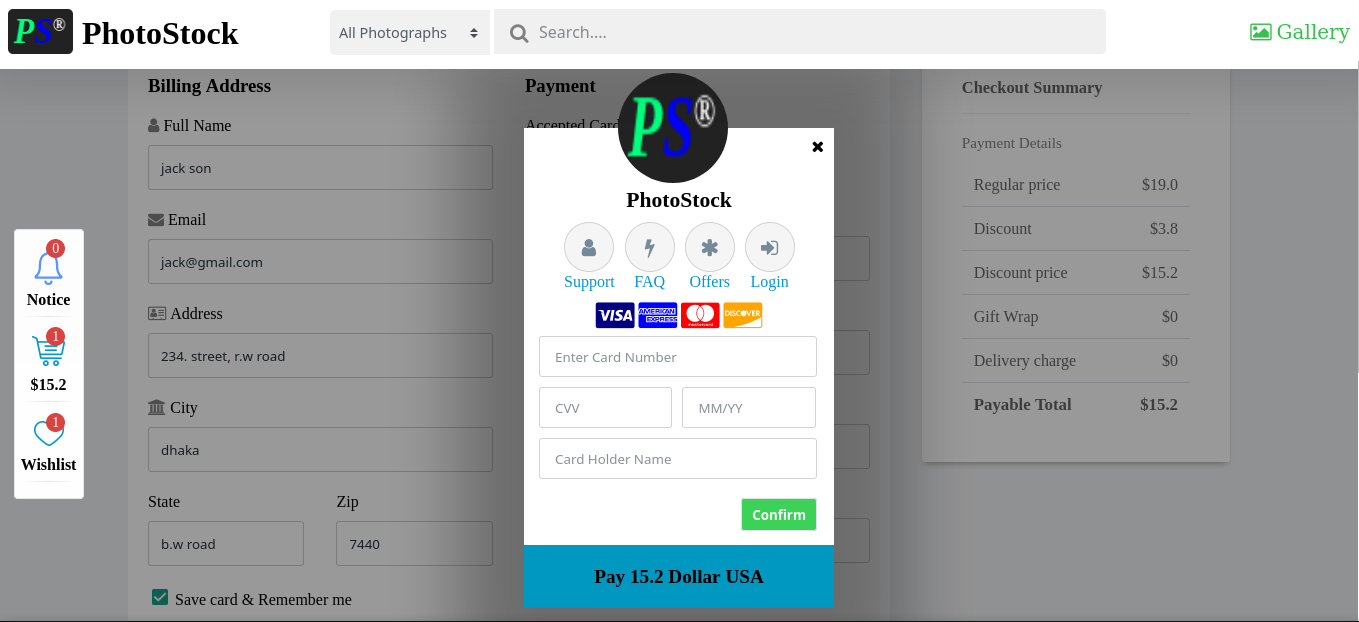 PS® PhotoStock
All Photographs
Search....
Gallery
Billing Address
Full Name
jack son
Email
jack@gmail.com
Address
234. street, r.w road
City
dhaka
State
Zip
b.w road
7440
Save card & Remember me
0
Notice
1
$15.2
1
Wishlist
Payment
Accepted Card
PS®
PhotoStock
Support
FAQ
Offers
Login
VISA
AMERICAN EXPRESS
mastercard
DISCOVER
Enter Card Number
CVV
MM/YY
Card Holder Name
Confirm
Pay 15.2 Dollar USA
Checkout Summary
Payment Details
Regular price $19.0
Discount $3.8
Discount price $15.2
Gift Wrap $0
Delivery charge $0
Payable Total $15.2